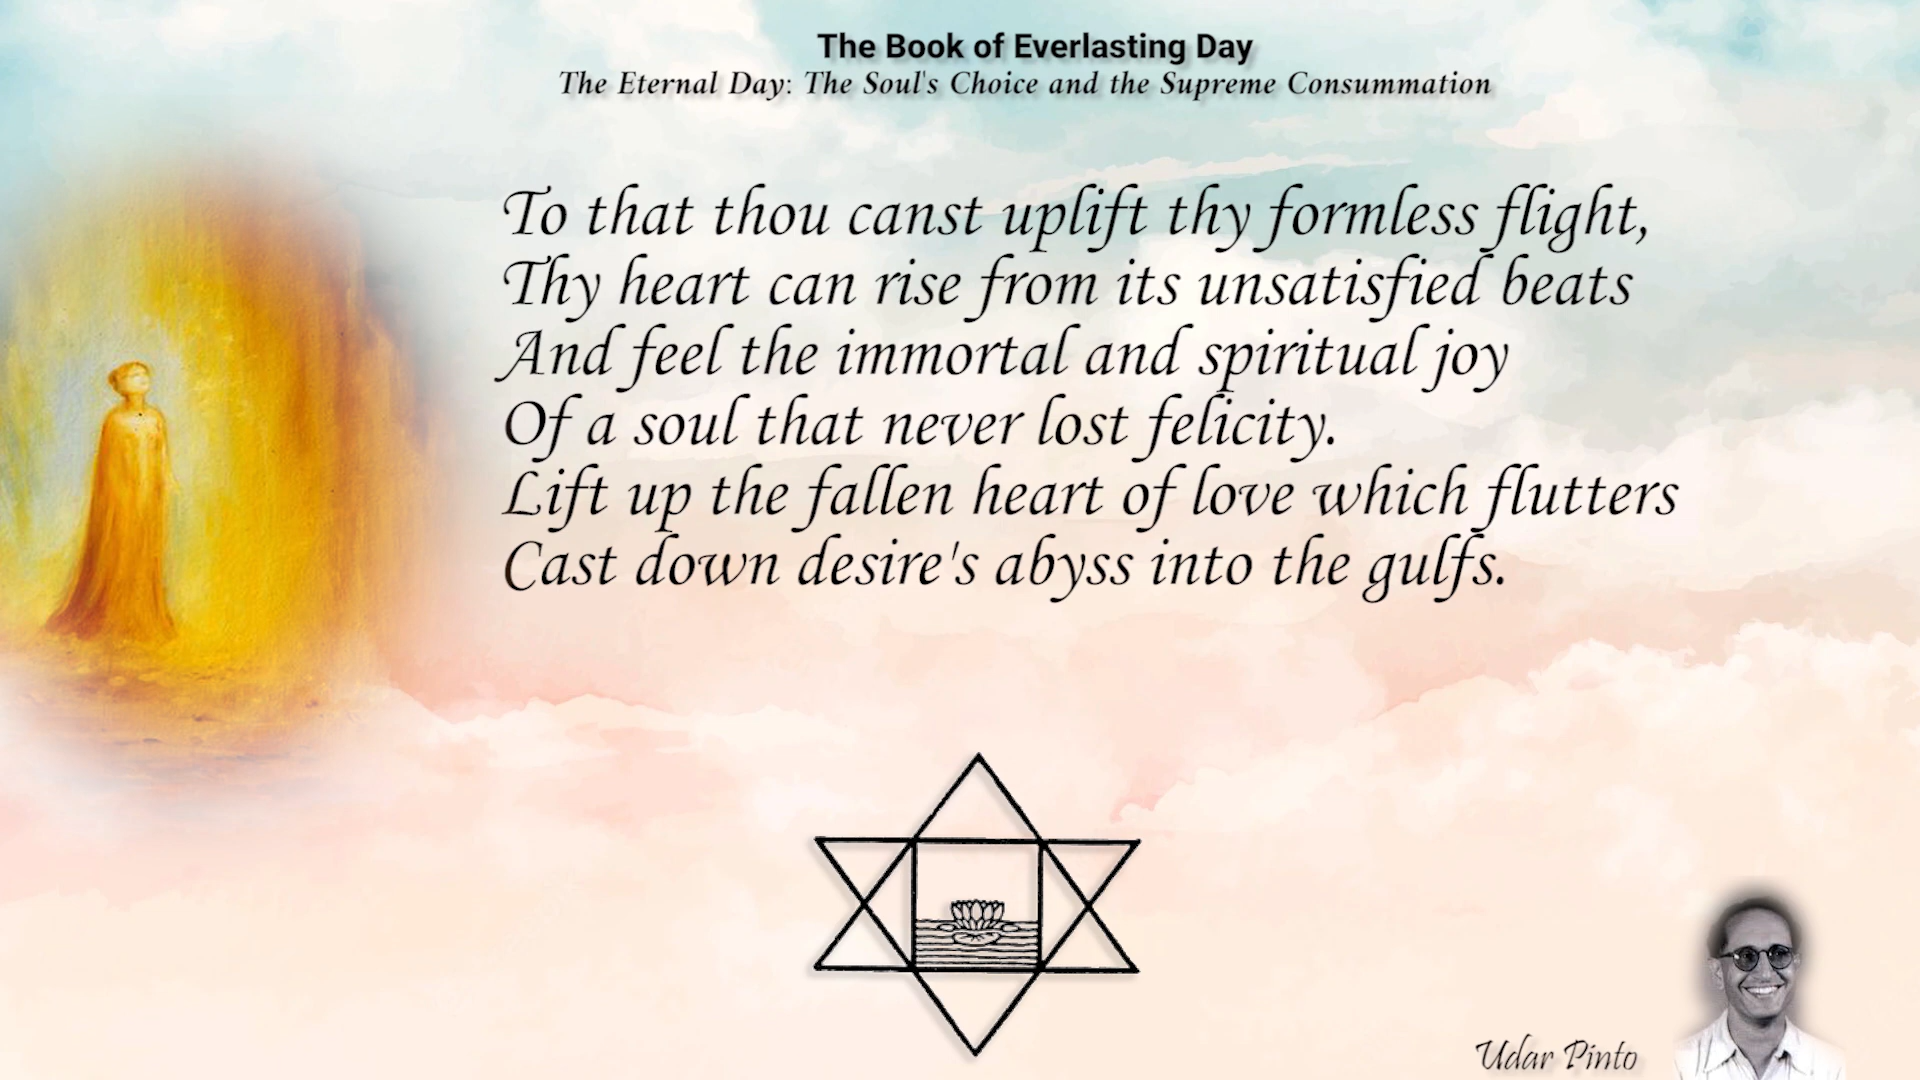 The Book of Everlasting Day
The Eternal Day: The Soul's Choice and the Supreme Consummation
To that thou canst uplift thy formless flight,
Thy heart can rise from its unsatisfied beats
And feel the immortal and spiritual joy
Of a soul that never lost felicity.
Lift up the fallen heart of love which flutters
Cast down desire's abyss into the gulfs.
Udar Pinto